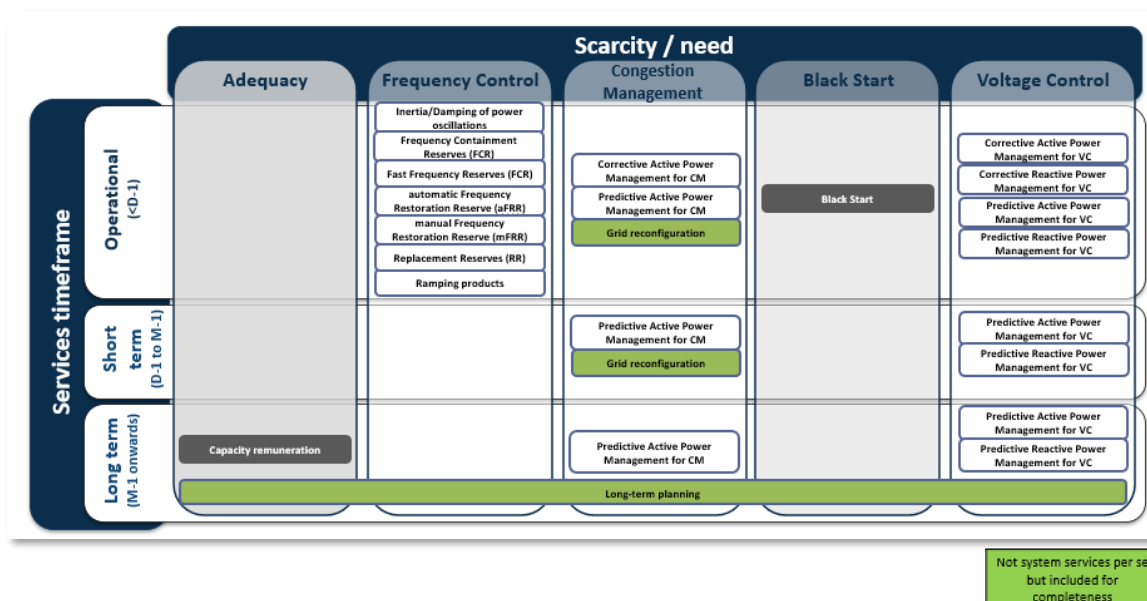 Scarcity / need
Adequacy
Frequency Control
Congestion
Management
Black Start
Voltage Control
Services timeframe
Operational
(<D-1)
Inertia/Damping of power
oscillations
Frequency Containment
Reserves (FCR)
Fast Frequency Reserves (FCR)
automatic Frequency
Restoration Reserve (aFRR)
manual Frequency
Restoration Reserve (mFRR)
Replacement Reserves (RR)
Ramping products
Corrective Active Power
Management for CM
Predictive Active Power
Management for CM
Grid reconfiguration
Black Start
Corrective Active Power
Management for VC
Corrective Reactive Power
Management for VC
Predictive Active Power
Management for VC
Predictive Reactive Power
Management for VC
Short
term
(D-1 to M-1)
Predictive Active Power
Management for CM
Grid reconfiguration
Predictive Active Power
Management for VC
Predictive Reactive Power
Management for VC
Long term
(M-1 onwards)
Capacity remuneration
Predictive Active Power
Management for CM
Predictive Active Power
Management for VC
Predictive Reactive Power
Management for VC
Long-term planning
Not system services per se
but included for
completeness